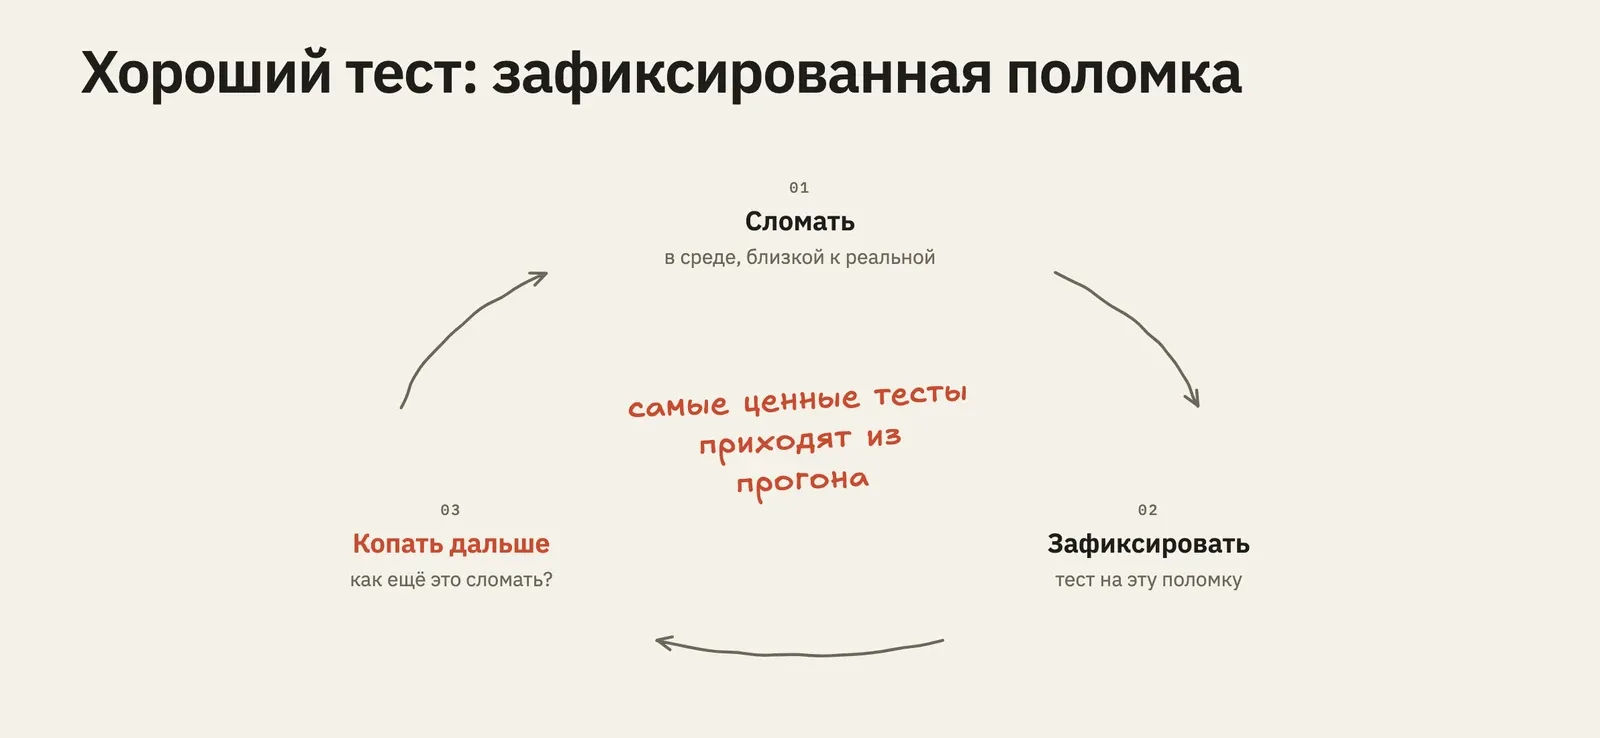 Хороший тест: зафиксированная поломка
01
Сломать
в среде, близкой к реальной
самые ценные тесты
приходят из
прогона
03
Копать дальше
как ещё это сломать?
02
Зафиксировать
тест на эту поломку